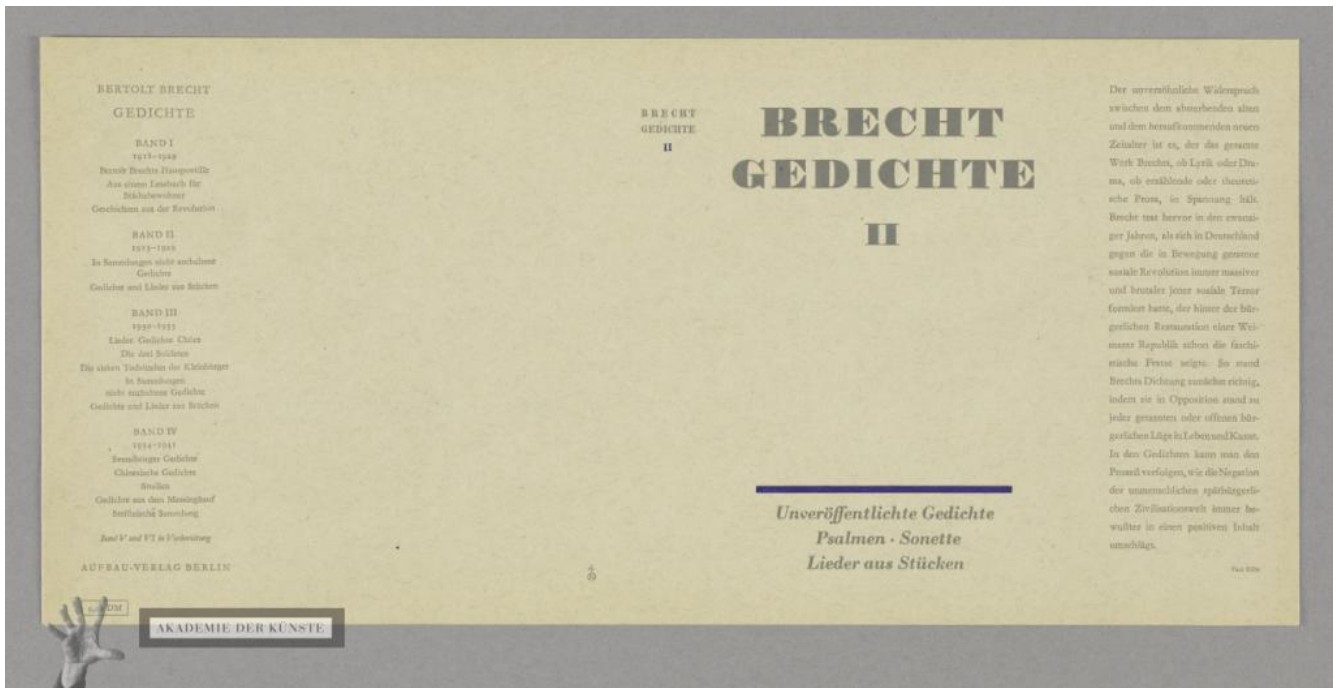 BERTOLT BRECHT
GEDICHTE
BAND I
1918–1929
Bertolt Brechts Hauspostille
Aus einem Lesebuch für
Städtebewohner
Geschichten aus der Revolution
BAND II
1913–1929
In Sammlungen nicht enthaltene
Gedichte
Gedichte und Lieder aus Stücken
BAND III
1930–1933
Lieder Gedichte Chöre
Die drei Soldaten
Die sieben Todsünden der Kleinbürger
In Sammlungen
nicht enthaltene Gedichte
Gedichte und Lieder aus Stücken
BAND IV
1934–1941
Svendborger Gedichte
Chinesische Gedichte
Studien
Gedichte aus dem Messingkauf
Steffinische Sammlung
Band V und VI in Vorbereitung
AUFBAU-VERLAG BERLIN
DM
BRECHT
GEDICHTE
II
BRECHT
GEDICHTE
II
Unveröffentlichte Gedichte
Psalmen · Sonette
Lieder aus Stücken
Der unversöhnliche Widerspruch
zwischen dem absterbenden alten
und dem heraufkommenden neuen
Zeitalter ist es, der das gesamte
Werk Brechts, ob Lyrik oder Dra-
ma, ob erzählende oder theoreti-
sche Prosa, in Spannung hält.
Brecht trat hervor in den zwanzi-
ger Jahren, als sich in Deutschland
gegen die in Bewegung geratene
soziale Revolution immer massiver
und brutaler jener soziale Terror
formiert hatte, der hinter der bür-
gerlichen Restauration einer Wei-
marer Republik schon die faschi-
stische Fratze zeigte. So stand
Brechts Dichtung zunächst richtig,
indem sie in Opposition stand zu
jeder getarnten oder offenen bür-
gerlichen Lüge in Leben und Kunst.
In den Gedichten kann man den
Prozeß verfolgen, wie die Negation
der unmenschlichen spätbürgerli-
chen Zivilisationswelt immer be-
wußter in einen positiven Inhalt
umschlägt.
AKADEMIE DER KÜNSTE